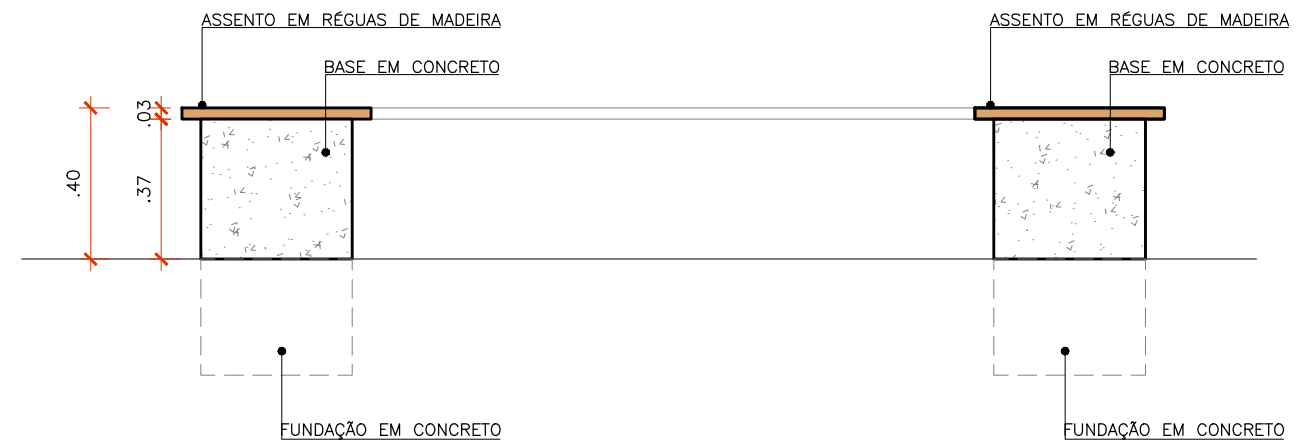 ASSENTO EM RÉGUAS DE MADEIRA
ASSENTO EM RÉGUAS DE MADEIRA
BASE EM CONCRETO
BASE EM CONCRETO
.03
.40
.37
FUNDAÇÃO EM CONCRETO
FUNDAÇÃO EM CONCRETO